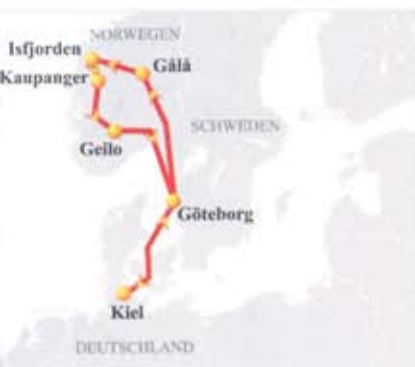 NORWEGEN
Isfjorden
Gålå
Kaupanger
SCHWEDEN
Geilo
Göteborg
Kiel
DEUTSCHLAND